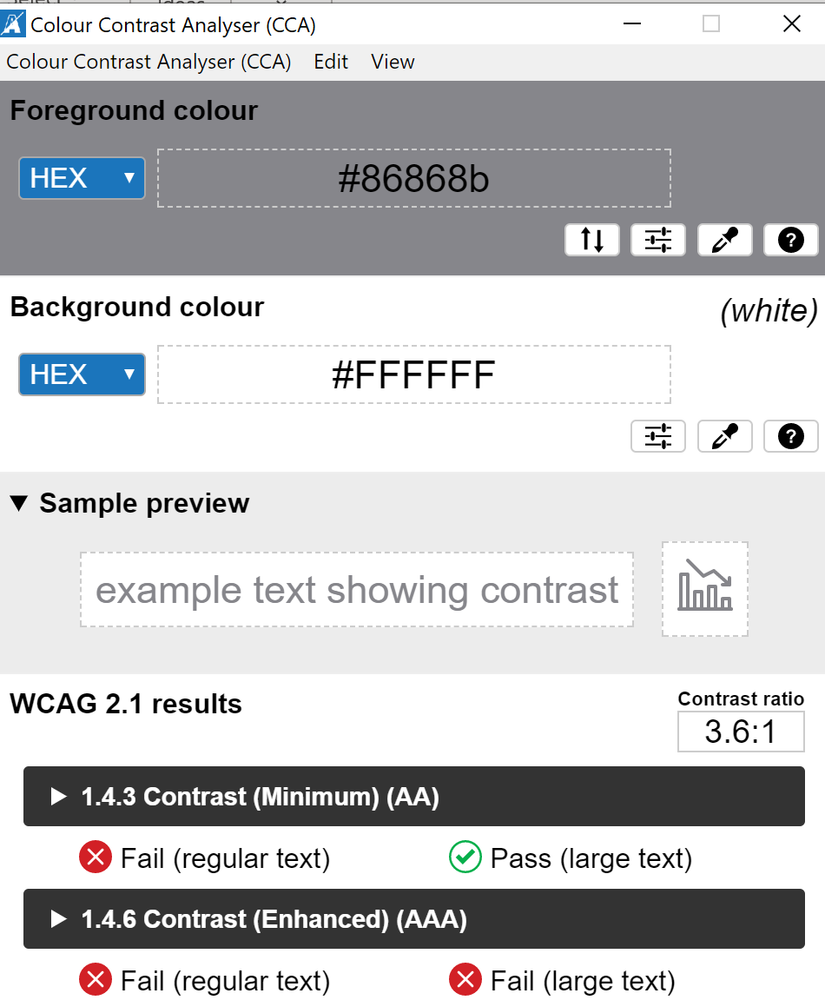 Colour Contrast Analyser (CCA)
Colour Contrast Analyser (CCA) Edit View
Foreground colour
HEX ▼ #86868b
?
Background colour (white)
HEX ▼ #FFFFFF
?
▼ Sample preview
example text showing contrast
WCAG 2.1 results
Contrast ratio
3.6:1
▶ 1.4.3 Contrast (Minimum) (AA)
Fail (regular text) Pass (large text)
▶ 1.4.6 Contrast (Enhanced) (AAA)
Fail (regular text) Fail (large text)